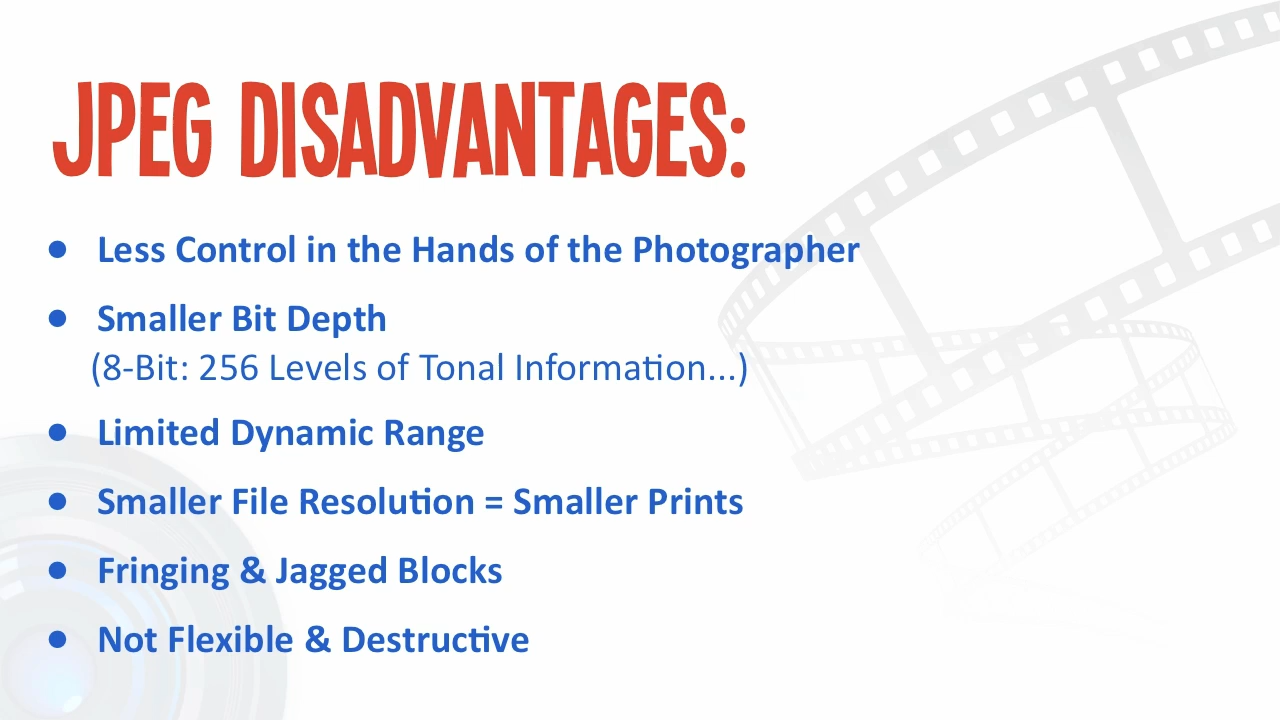 JPEG DISADVANTAGES:
● Less Control in the Hands of the Photographer
● Smaller Bit Depth
(8-Bit: 256 Levels of Tonal Information...)
● Limited Dynamic Range
● Smaller File Resolution = Smaller Prints
● Fringing & Jagged Blocks
● Not Flexible & Destructive